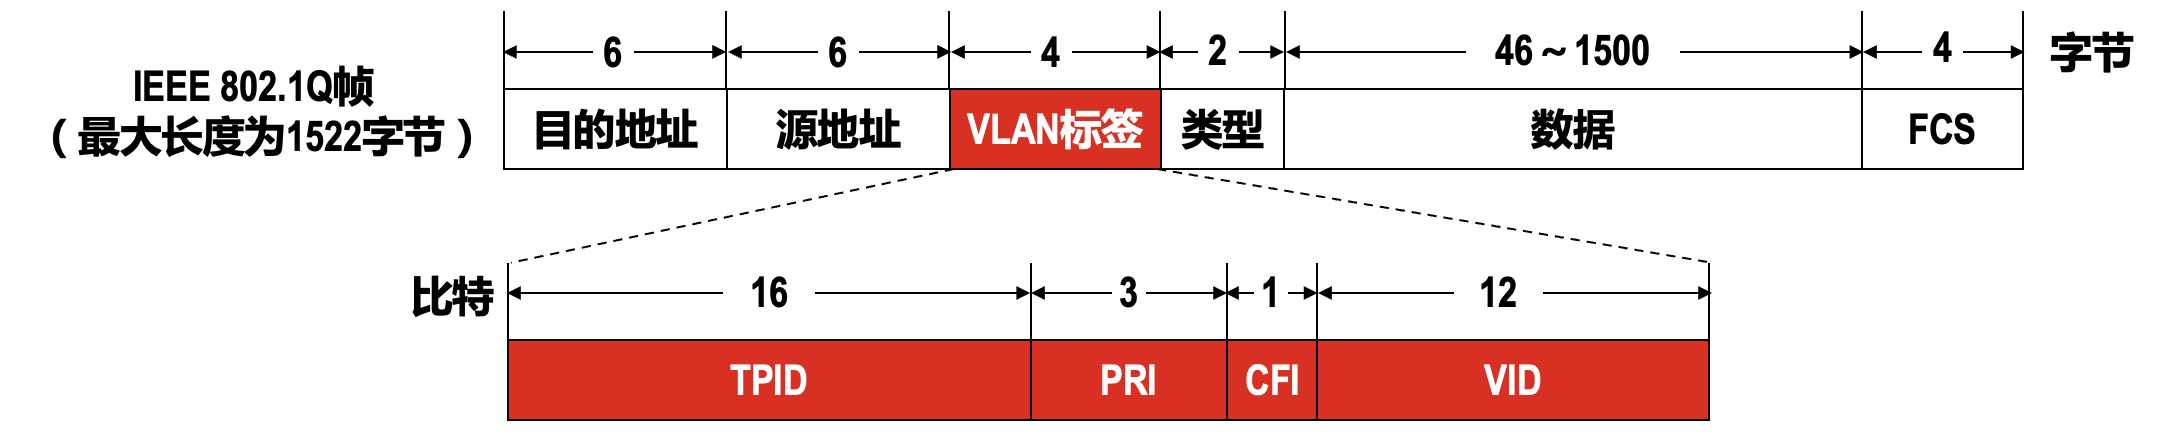 6 6 4 2 46～1500 4 字节
IEEE 802.1Q帧
（最大长度为1522字节）
目的地址 源地址 VLAN标签 类型 数据 FCS
比特 16 3 1 12
TPID PRI CFI VID